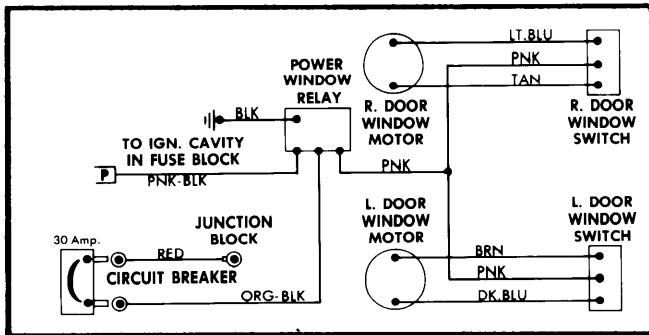 LT.BLU
PNK
TAN
POWER
WINDOW
RELAY
BLK
R. DOOR
WINDOW
MOTOR
R. DOOR
WINDOW
SWITCH
TO IGN. CAVITY
IN FUSE BLOCK
P
PNK-BLK
PNK
L. DOOR
WINDOW
MOTOR
L. DOOR
WINDOW
SWITCH
30 Amp.
RED
JUNCTION
BLOCK
CIRCUIT BREAKER
ORG-BLK
BRN
PNK
DK.BLU